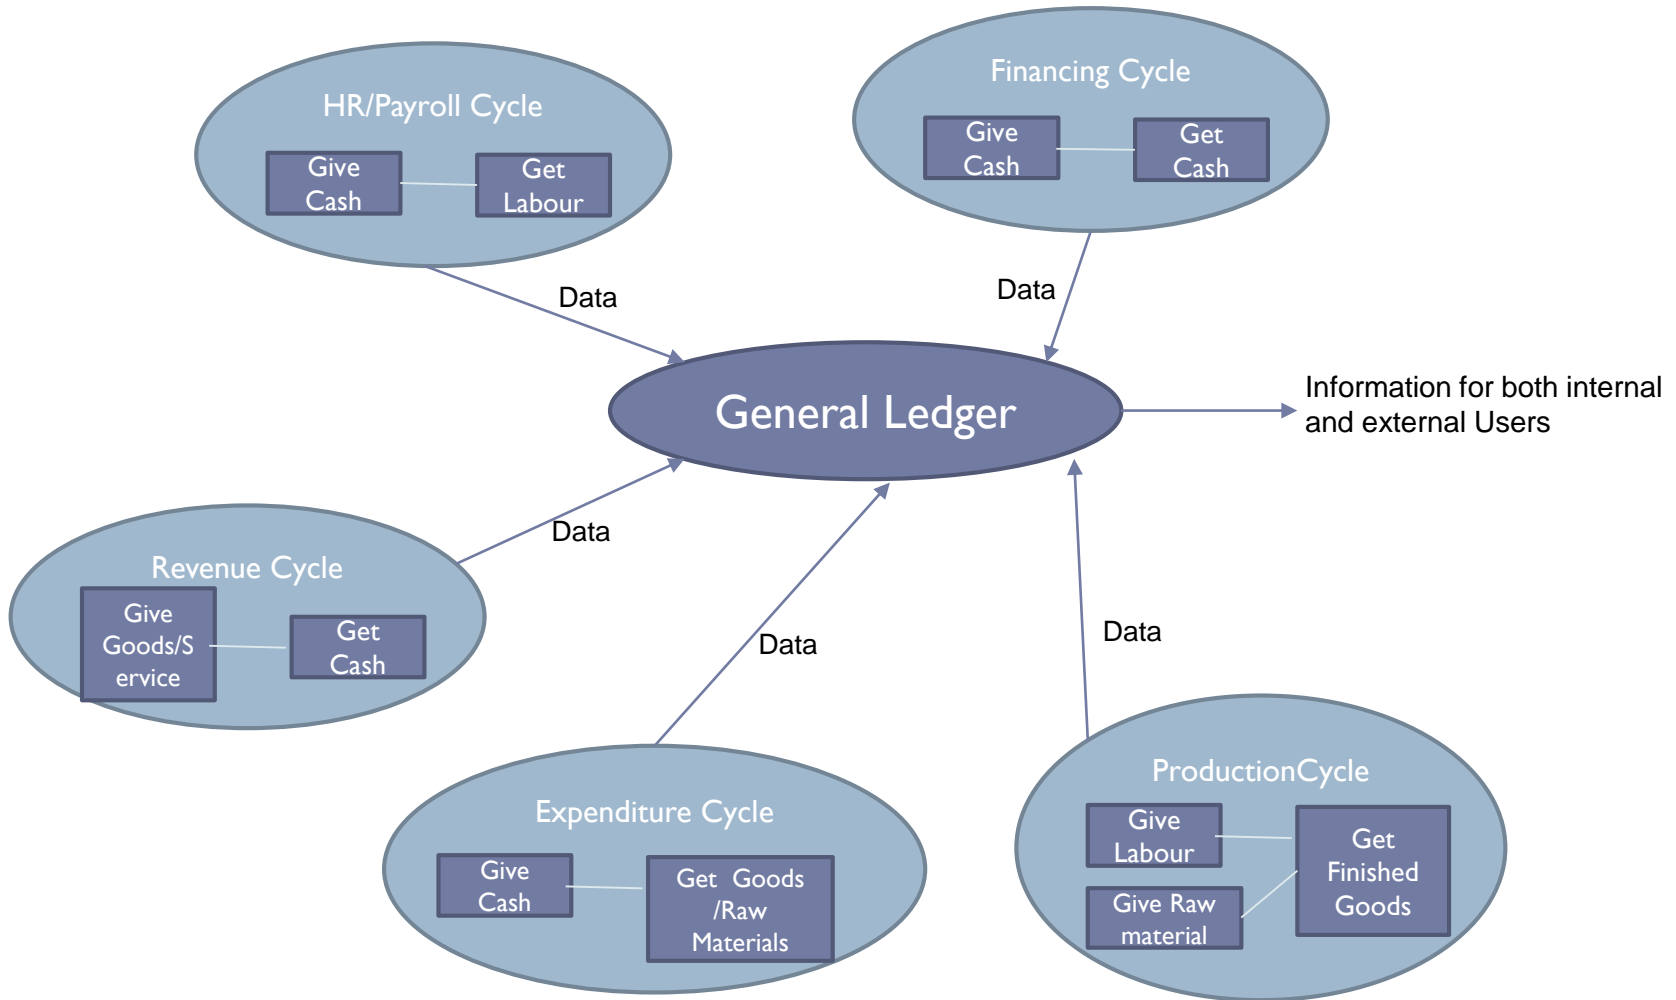 HR/Payroll Cycle
Give
Cash
Get
Labour
Financing Cycle
Give
Cash
Get
Cash
Data
Data
General Ledger
Information for both internal
and external Users
Revenue Cycle
Give
Goods/S
ervice
Get
Cash
Data
Data
Data
Expenditure Cycle
Give
Cash
Get Goods
/Raw
Materials
ProductionCycle
Give
Labour
Give Raw
material
Get
Finished
Goods